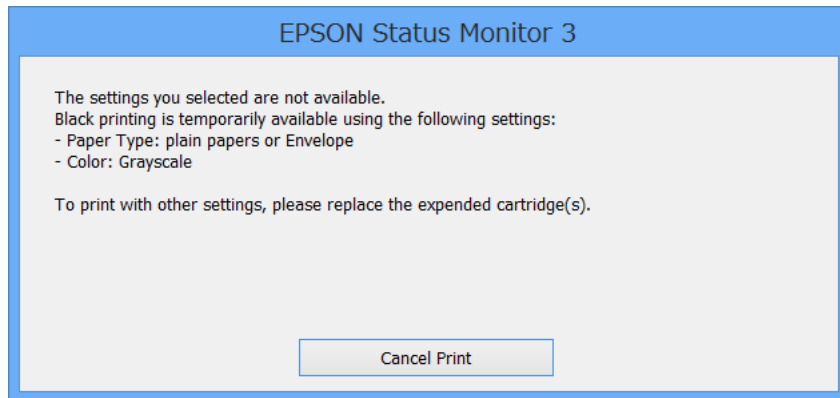 EPSON Status Monitor 3
The settings you selected are not available.
Black printing is temporarily available using the following settings:
- Paper Type: plain papers or Envelope
- Color: Grayscale
To print with other settings, please replace the expended cartridge(s).
Cancel Print